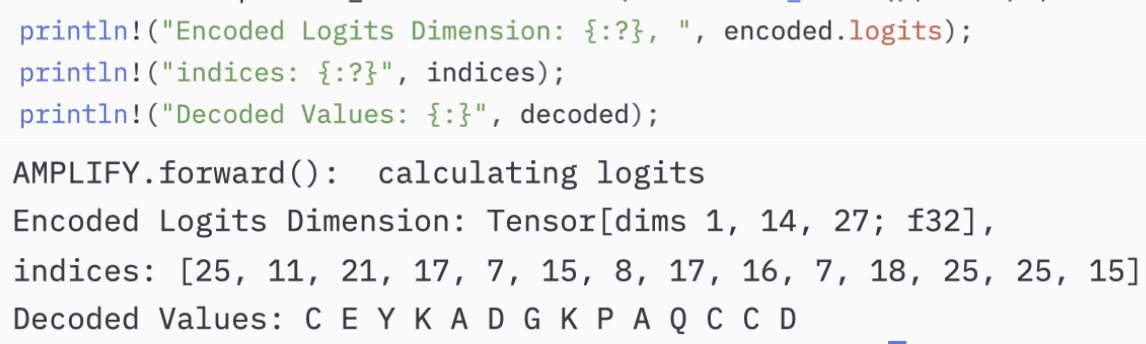 println!("Encoded Logits Dimension: {:?}, ", encoded.logits);
println!("indices: {:?}", indices);
println!("Decoded Values: {:}", decoded);
AMPLIFY.forward():  calculating logits
Encoded Logits Dimension: Tensor[dims 1, 14, 27; f32],
indices: [25, 11, 21, 17, 7, 15, 8, 17, 16, 7, 18, 25, 25, 15]
Decoded Values: C E Y K A D G K P A Q C C D